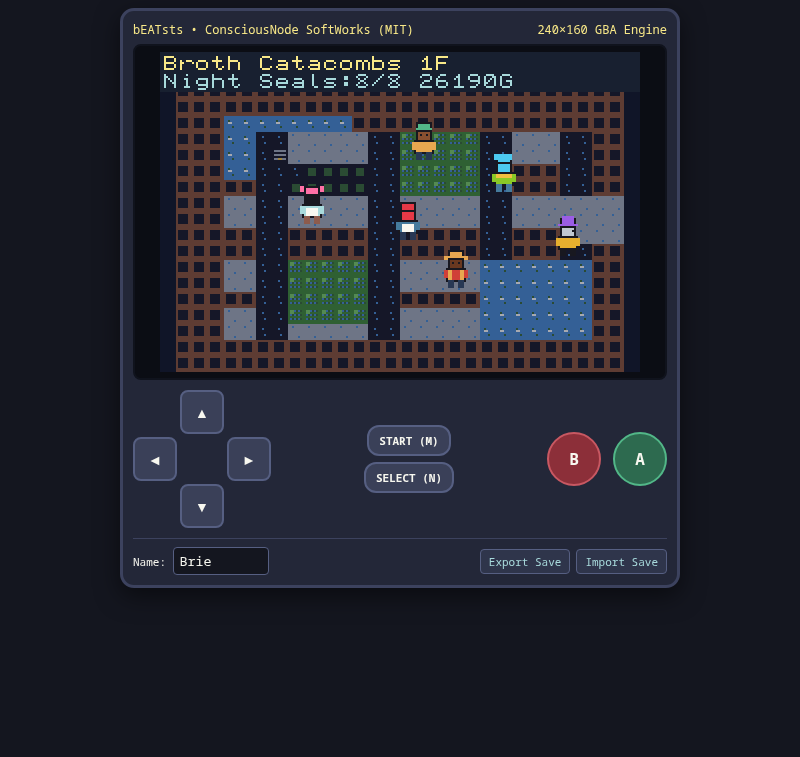 bEATsts • ConsciousNode SoftWorks (MIT)
240×160 GBA Engine
Broth Catacombs 1F
Night Seals:8/8 26190G
▲
◄
►
▼
START (M)
SELECT (N)
B
A
Name: Brie
Export Save
Import Save